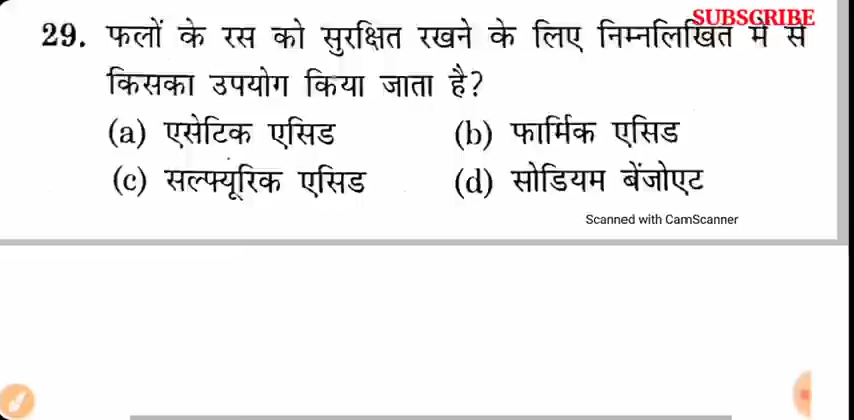 SUBSCRIBE
29. फलों के रस को सुरक्षित रखने के लिए निम्नलिखित में से
किसका उपयोग किया जाता है?
(a) एसेटिक एसिड (b) फार्मिक एसिड
(c) सल्फ्यूरिक एसिड (d) सोडियम बेंजोएट
Scanned with CamScanner